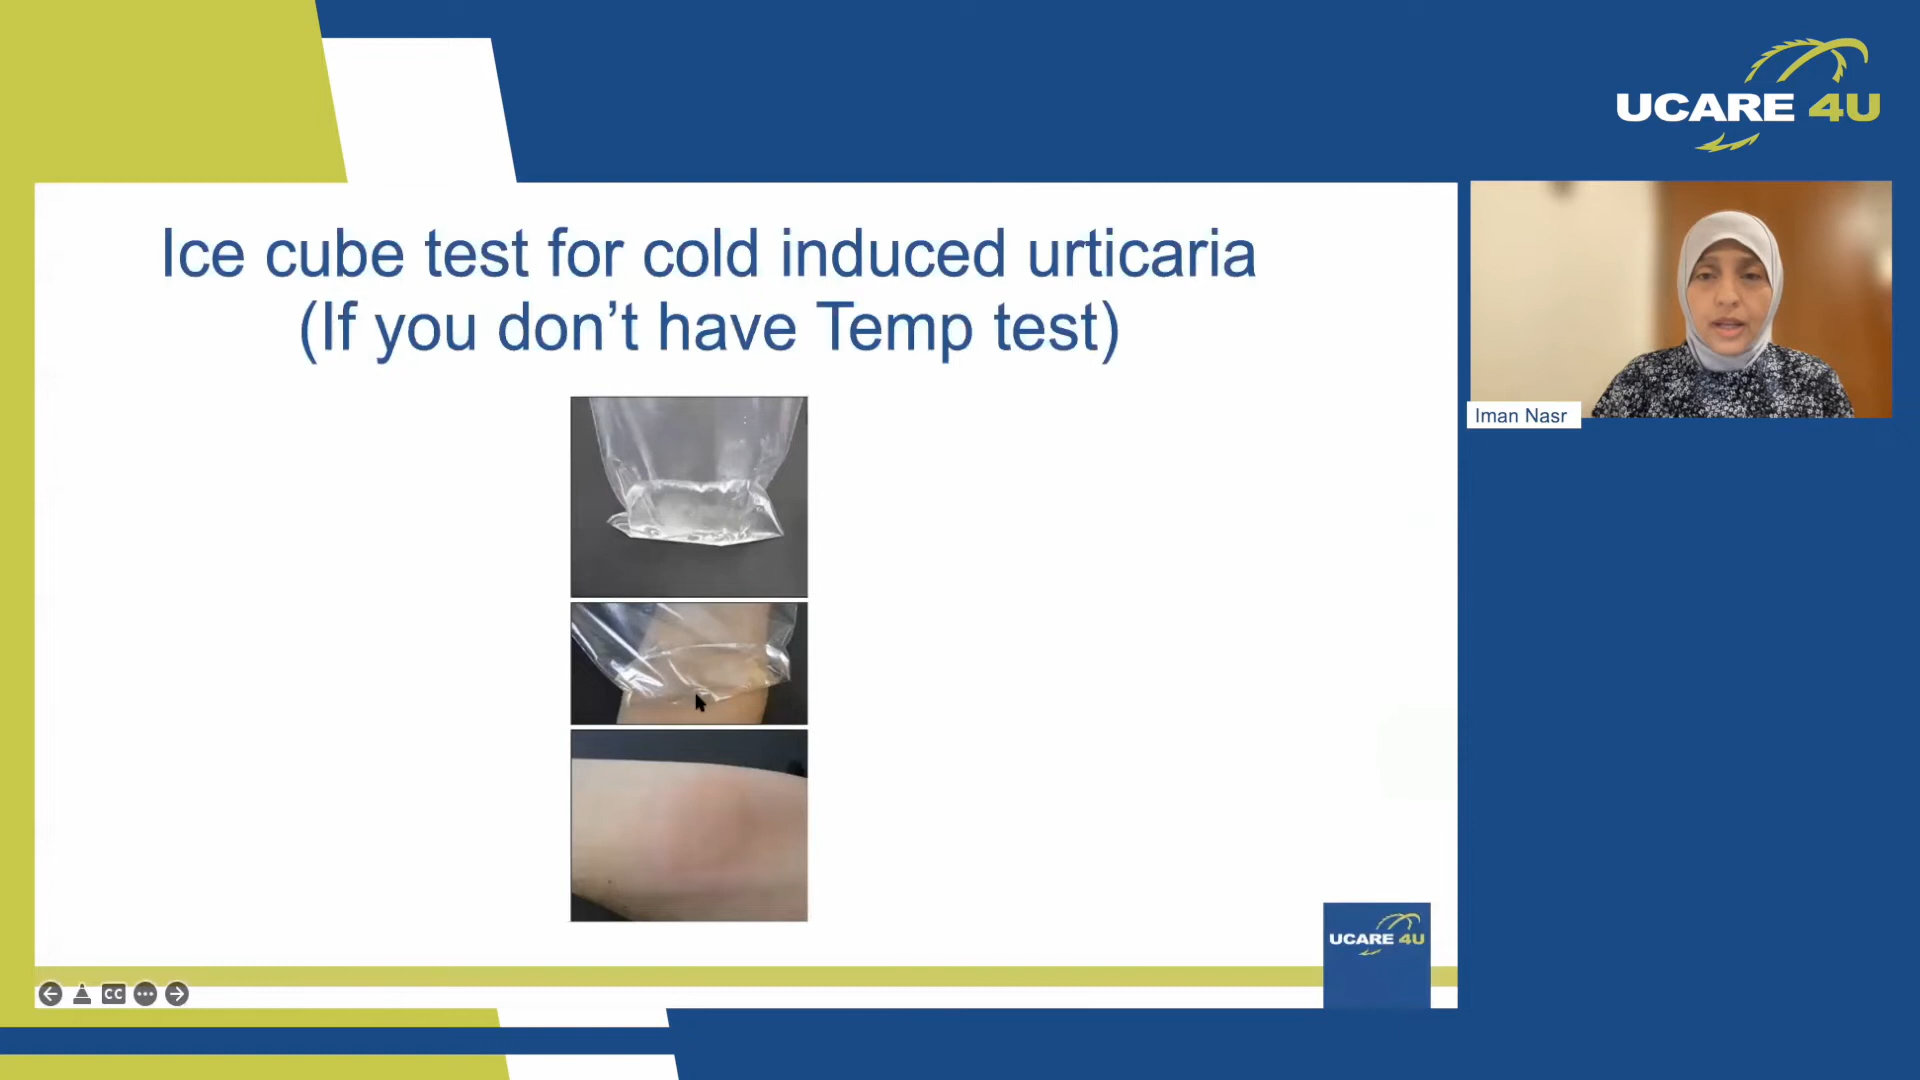 UCARE 4U
Ice cube test for cold induced urticaria
(If you don’t have Temp test)
Iman Nasr
UCARE 4U
CC